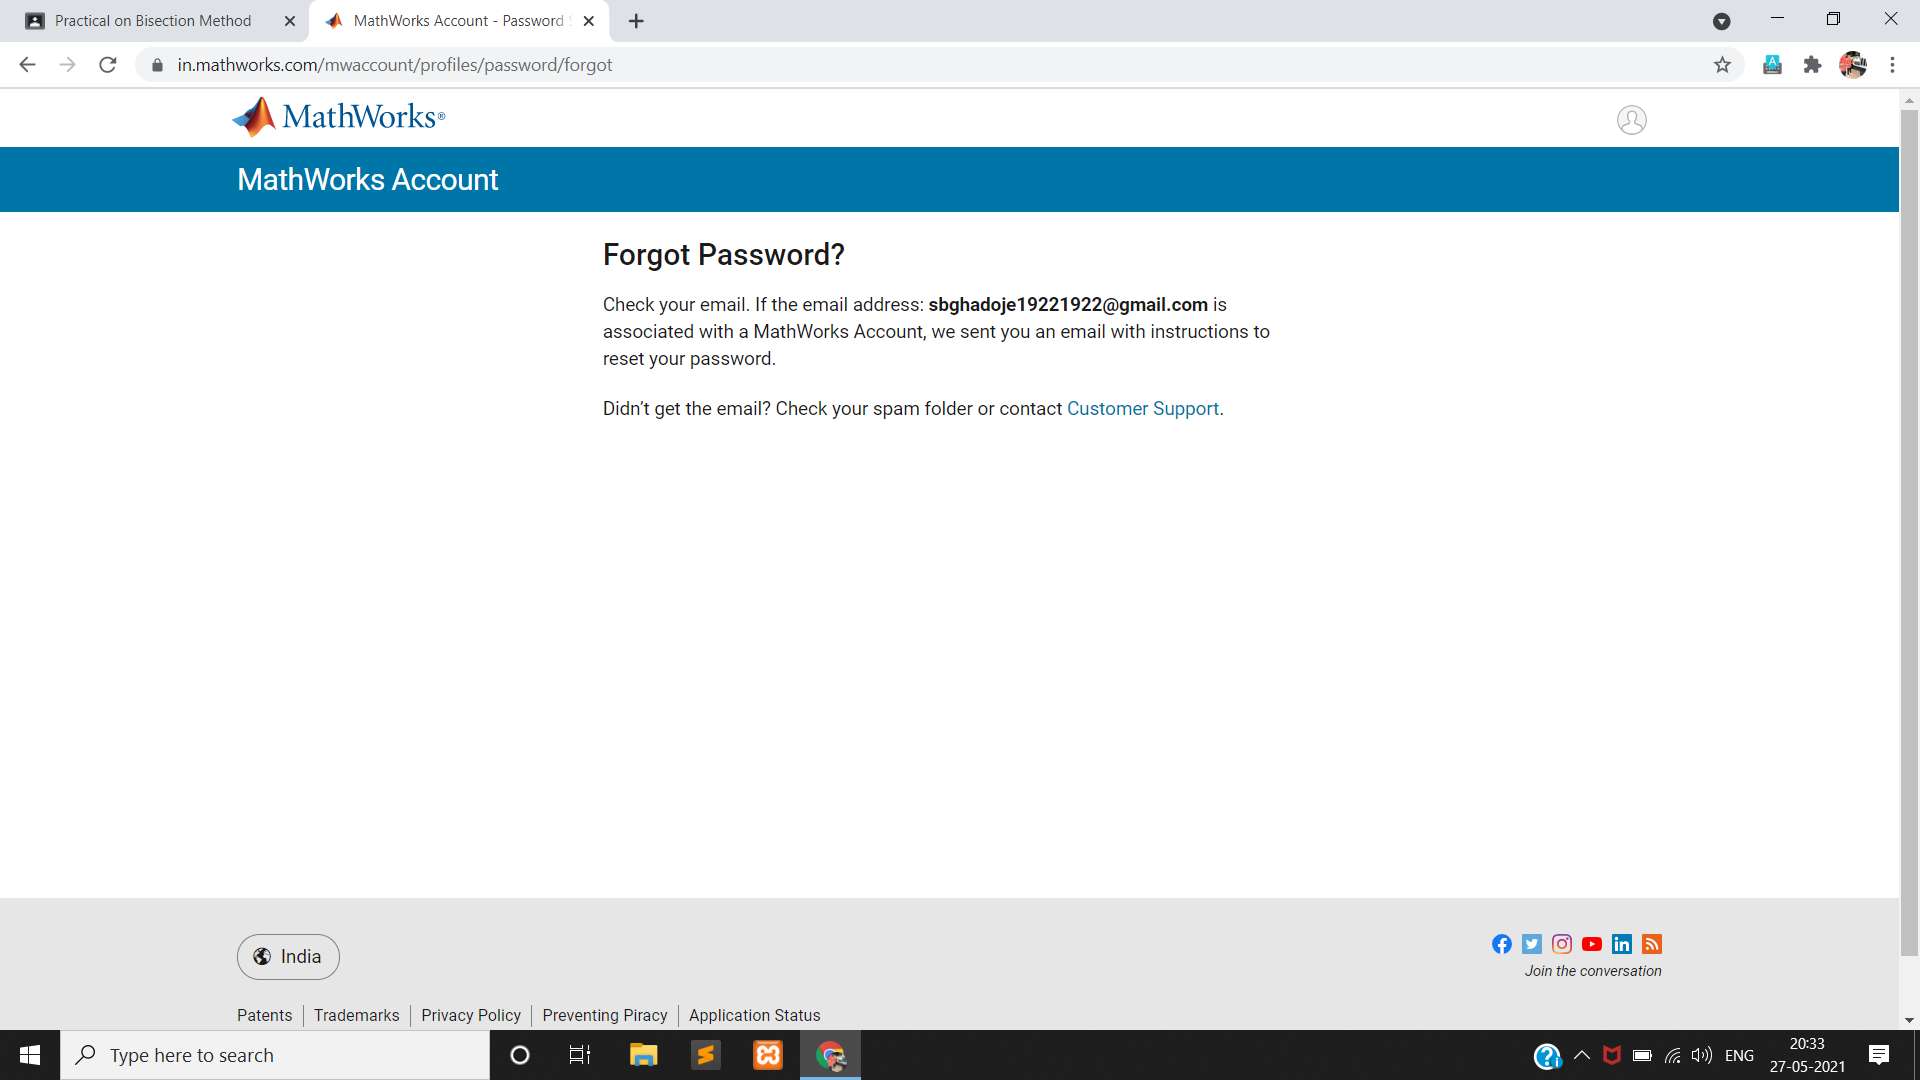 Practical on Bisection Method
MathWorks Account - Password
in.mathworks.com/mwaccount/profiles/password/forgot
MathWorks®
MathWorks Account
Forgot Password?
Check your email. If the email address: sbghadoje19221922@gmail.com is
associated with a MathWorks Account, we sent you an email with instructions to
reset your password.
Didn’t get the email? Check your spam folder or contact Customer Support.
India
Join the conversation
Patents Trademarks Privacy Policy Preventing Piracy Application Status
Type here to search
ENG
20:33
27-05-2021